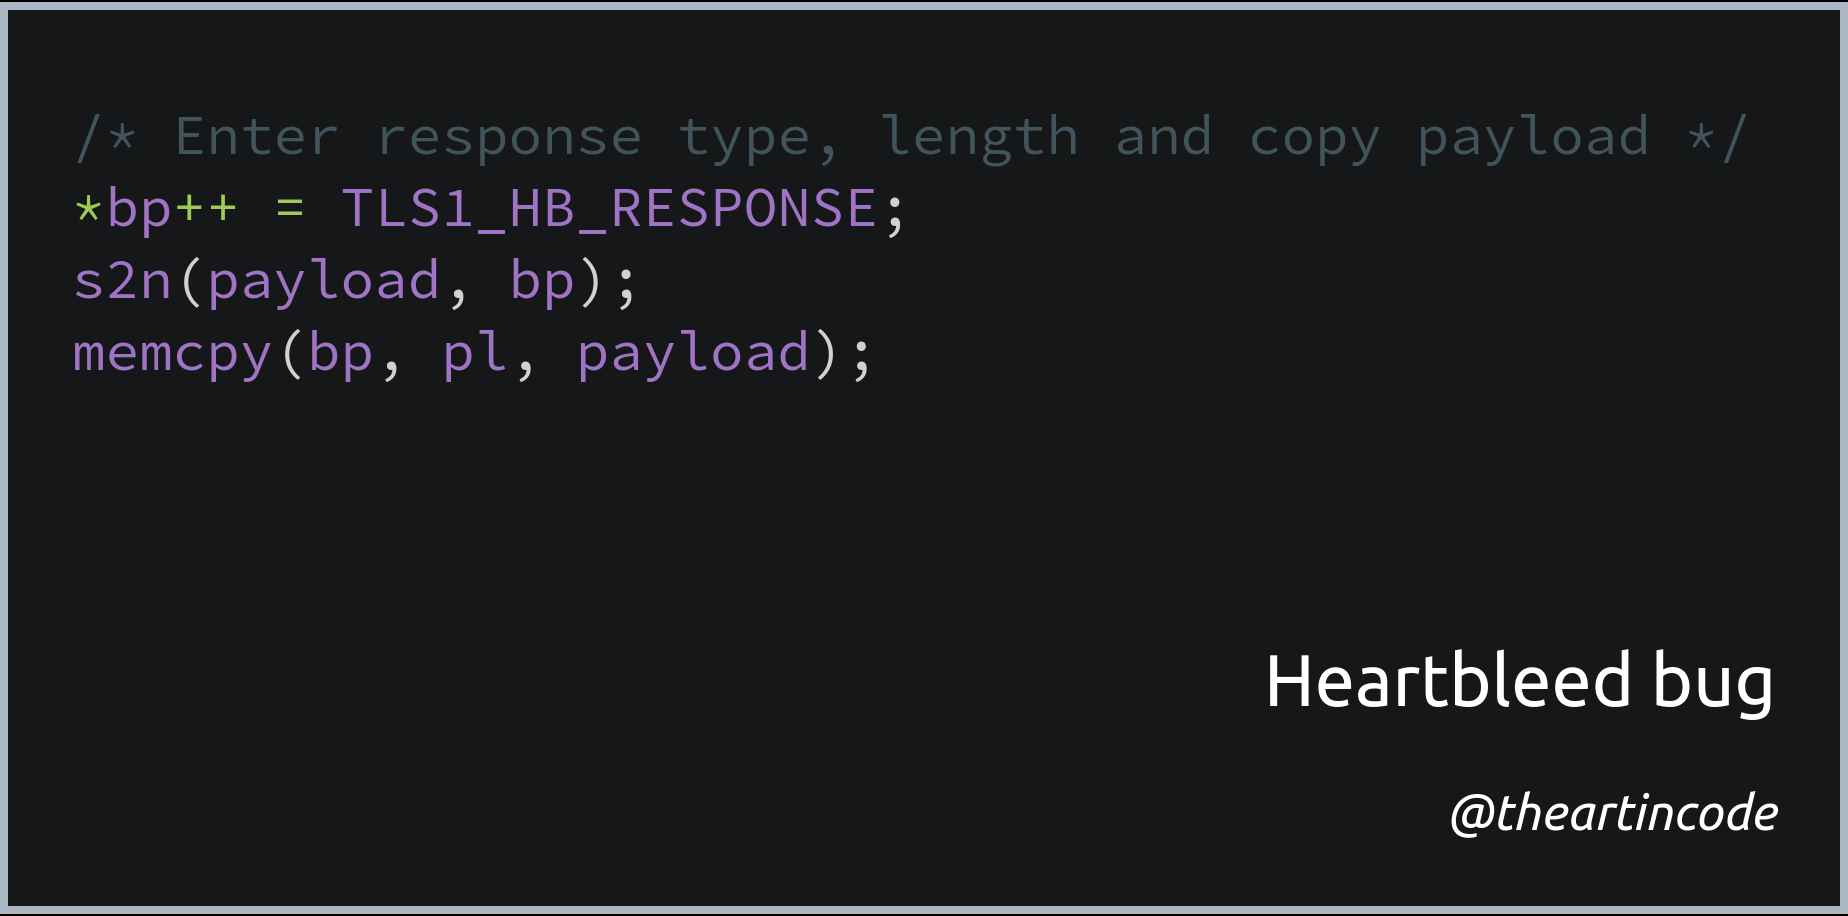 /* Enter response type, length and copy payload */
*bp++ = TLS1_HB_RESPONSE;
s2n(payload, bp);
memcpy(bp, pl, payload);
Heartbleed bug
@theartincode